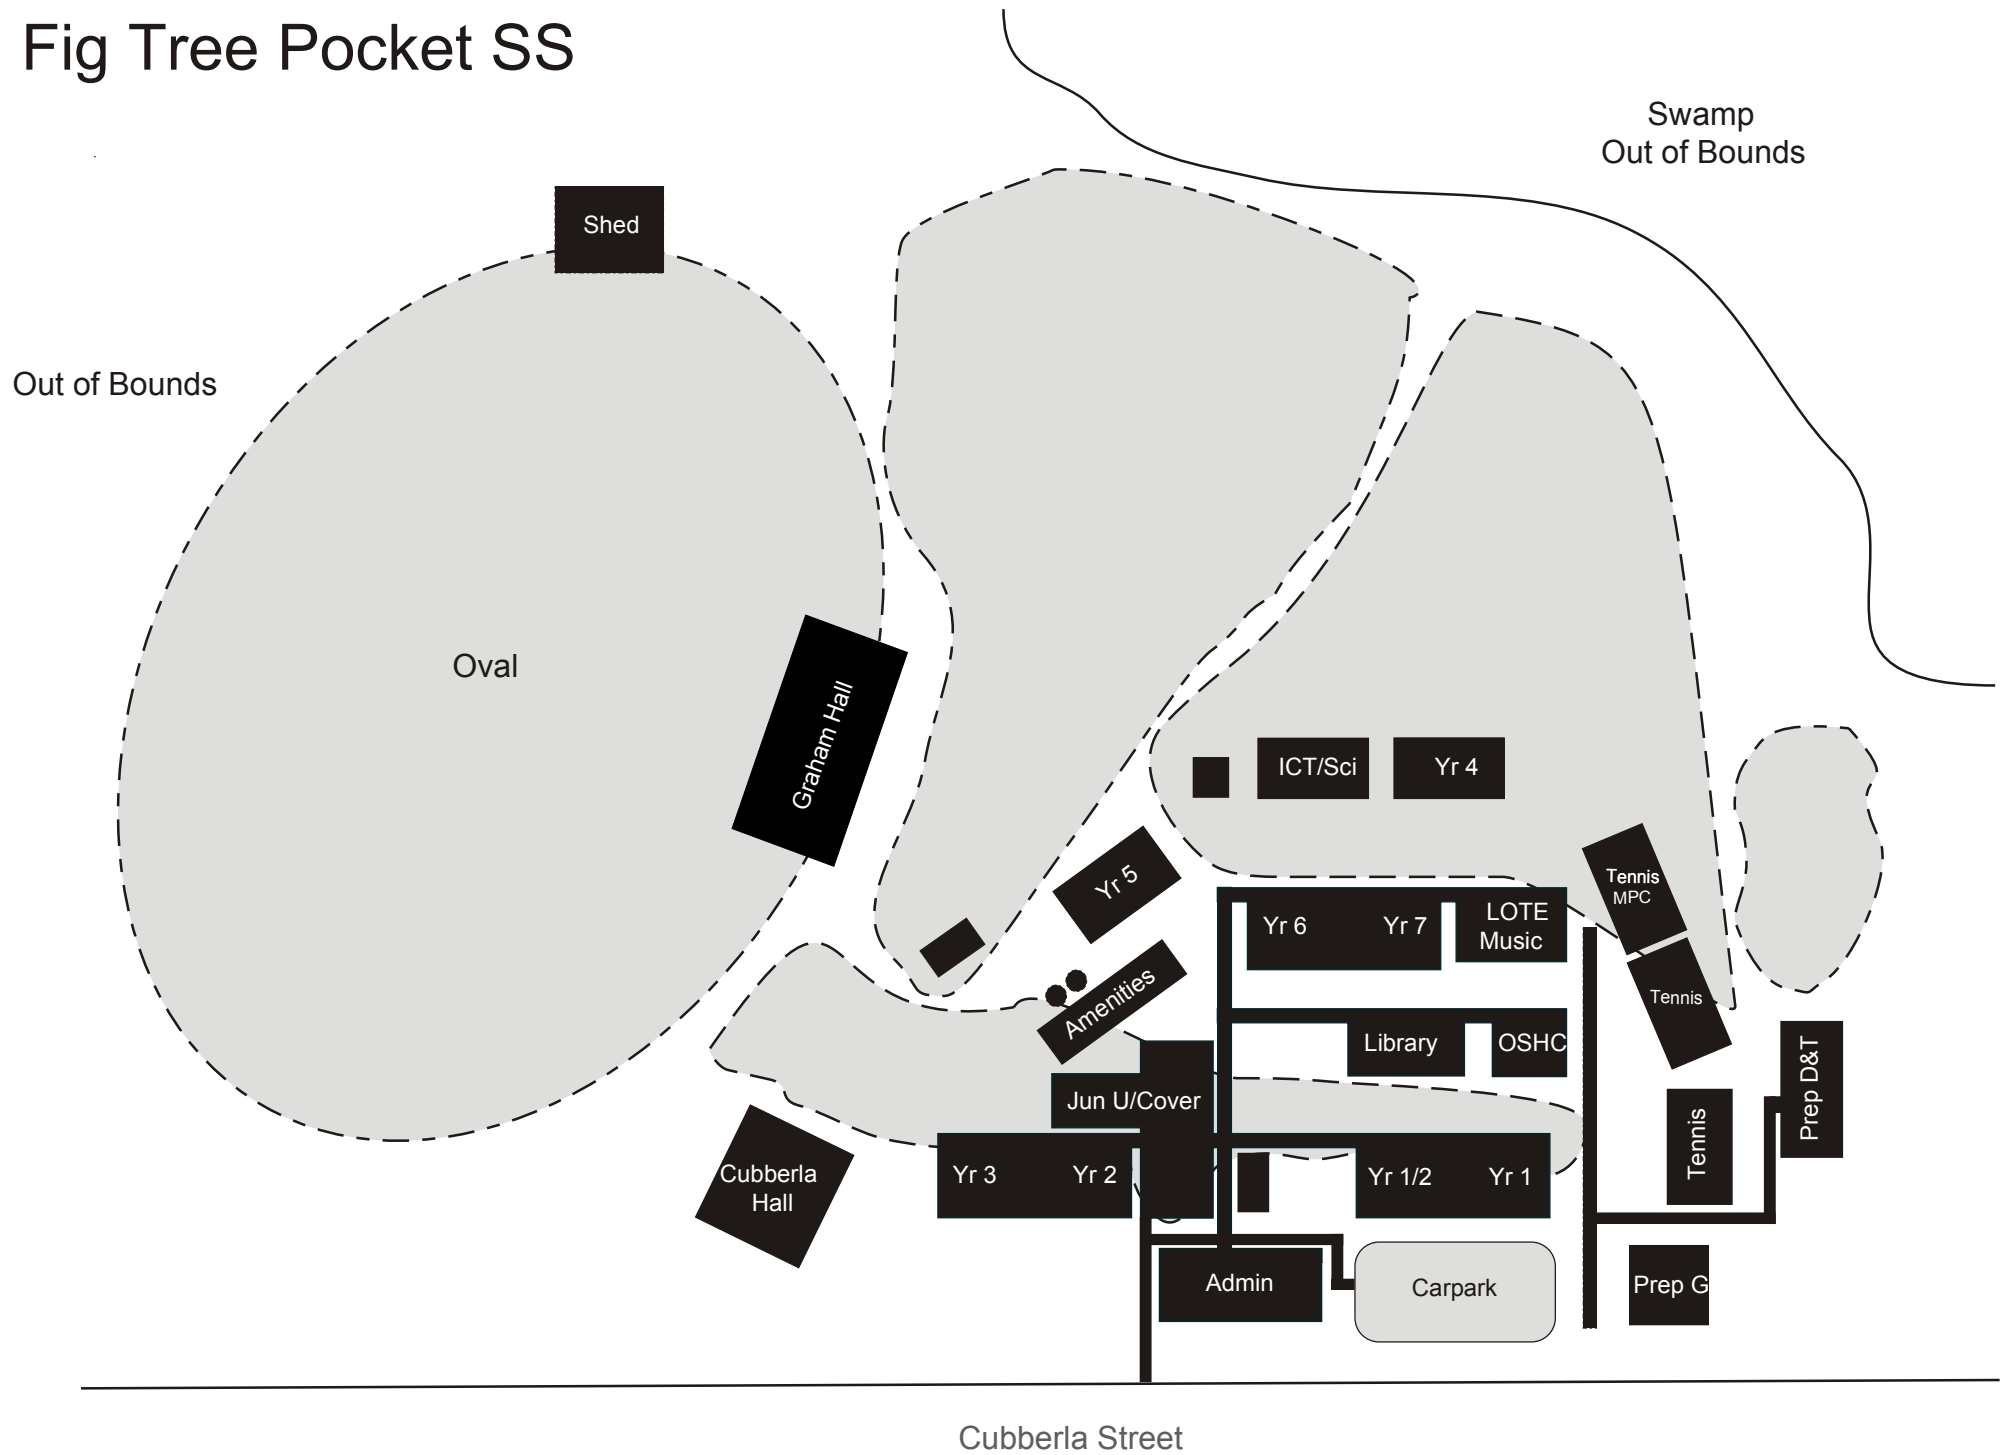 Fig Tree Pocket SS
Swamp
Out of Bounds
Shed
Out of Bounds
Oval
Graham Hall
ICT/Sci
Yr 4
Yr 5
Tennis
MPC
Yr 6
Yr 7
LOTE
Music
Amenities
Tennis
Library
OSHC
Jun U/Cover
Prep D&T
Tennis
Cubberla
Hall
Yr 3
Yr 2
Yr 1/2
Yr 1
Admin
Carpark
Prep G
Cubberla Street